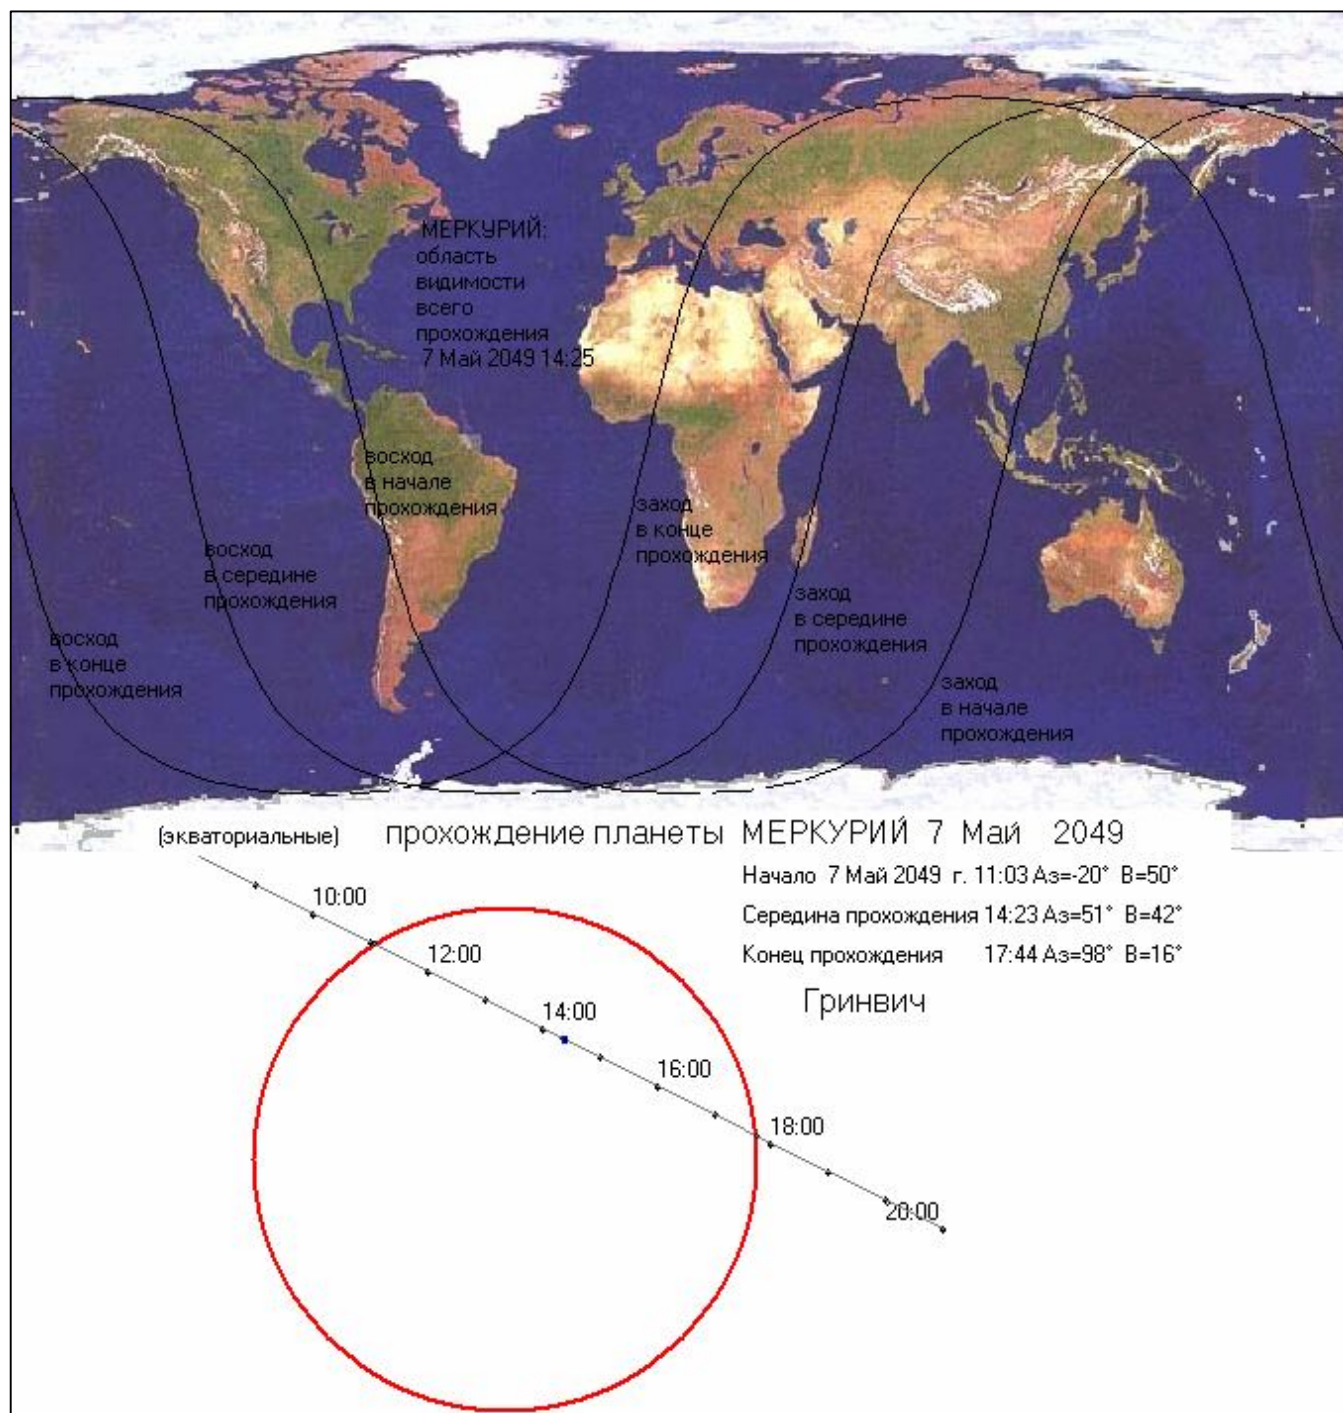 МЕРКУРИЙ:
область
видимости
всего
прохождения
7 Май 2049 14:25
восход
в начале
прохождения
заход
в конце
прохождения
восход
в середине
прохождения
заход
в середине
прохождения
восход
в конце
прохождения
заход
в начале
прохождения
(экваториальные) прохождение планеты МЕРКУРИЙ 7 Май 2049
Начало 7 Май 2049 г. 11:03 Аз=-20° В=50°
Середина прохождения 14:23 Аз=51° В=42°
Конец прохождения 17:44 Аз=98° В=16°
Гринвич
10:00
12:00
14:00
16:00
18:00
20:00